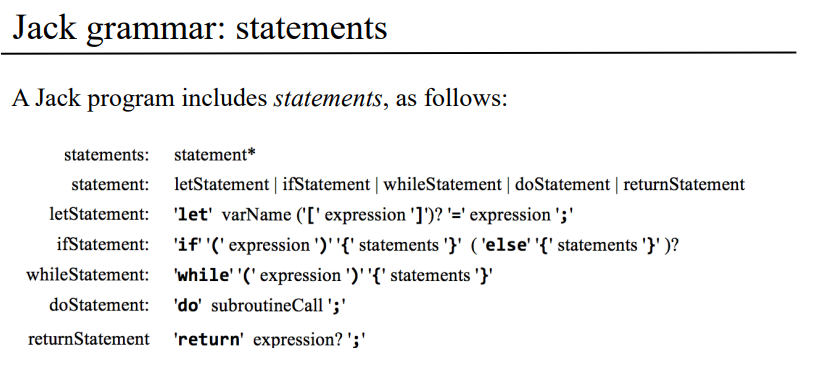 Jack grammar: statements
A Jack program includes statements, as follows:
statements: statement*
statement: letStatement | ifStatement | whileStatement | doStatement | returnStatement
letStatement: 'let' varName ('[' expression ']')? '=' expression ';'
ifStatement: 'if' '(' expression ')' '{' statements '}' ( 'else' '{' statements '}' )?
whileStatement: 'while' '(' expression ')' '{' statements '}'
doStatement: 'do' subroutineCall ';'
returnStatement 'return' expression? ';'